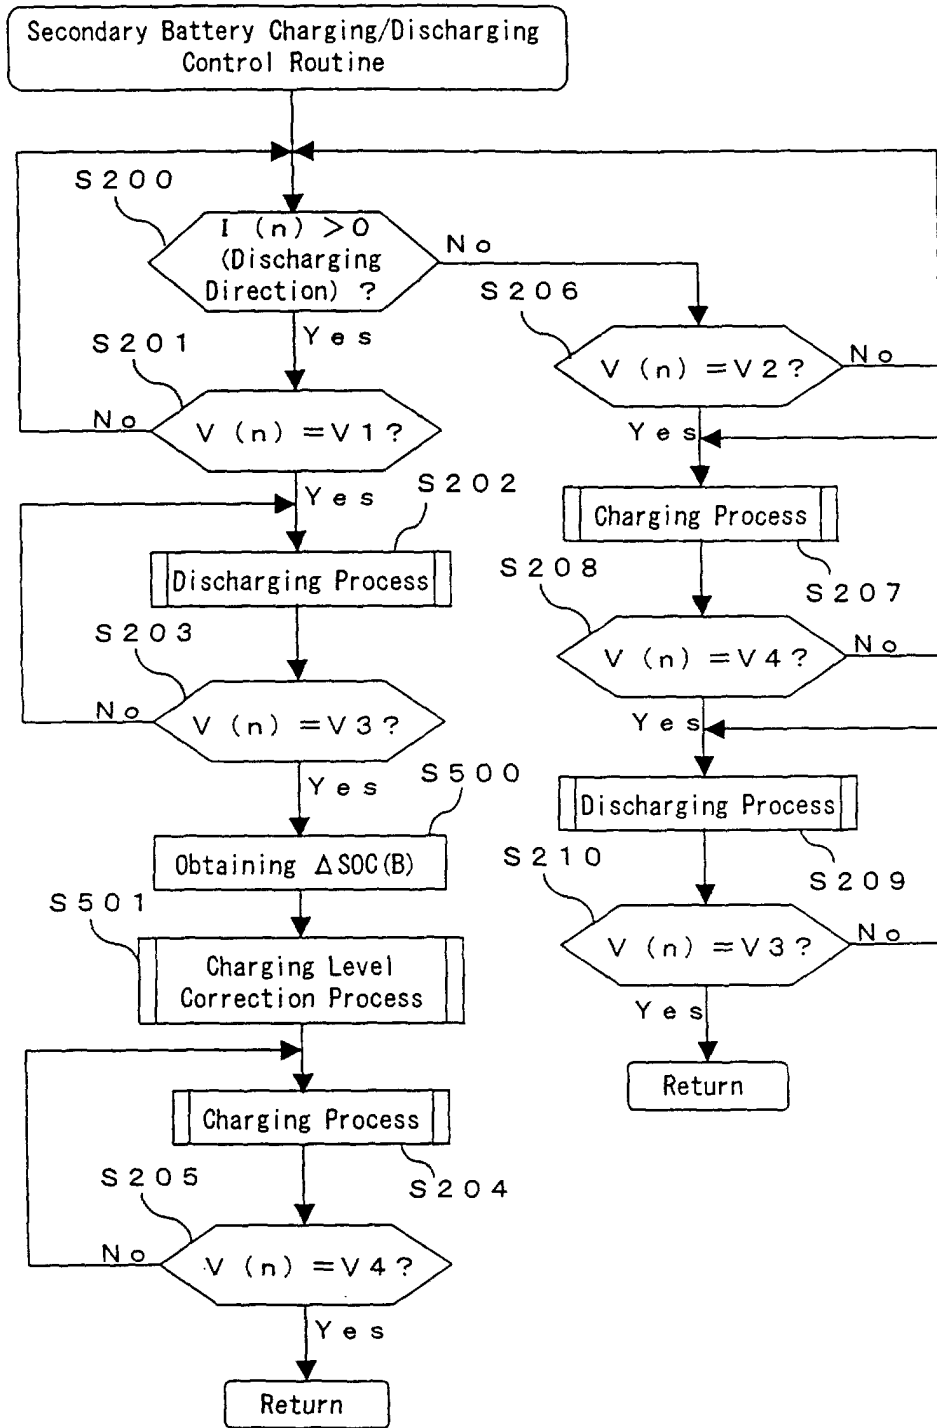 Secondary Battery Charging/Discharging
Control Routine
S200
I (n) >0
(Discharging
Direction) ?
No
Yes
S206
V (n) =V2?
No
Yes
S201
V (n) =V1?
No
Yes
S202
Discharging Process
Charging Process
S207
S203
V (n) =V3?
No
Yes
S208
V (n) =V4?
No
Yes
S500
Obtaining ΔSOC(B)
Discharging Process
S209
S501
Charging Level
Correction Process
S210
V (n) =V3?
No
Yes
Return
Charging Process
S204
S205
V (n) =V4?
No
Yes
Return